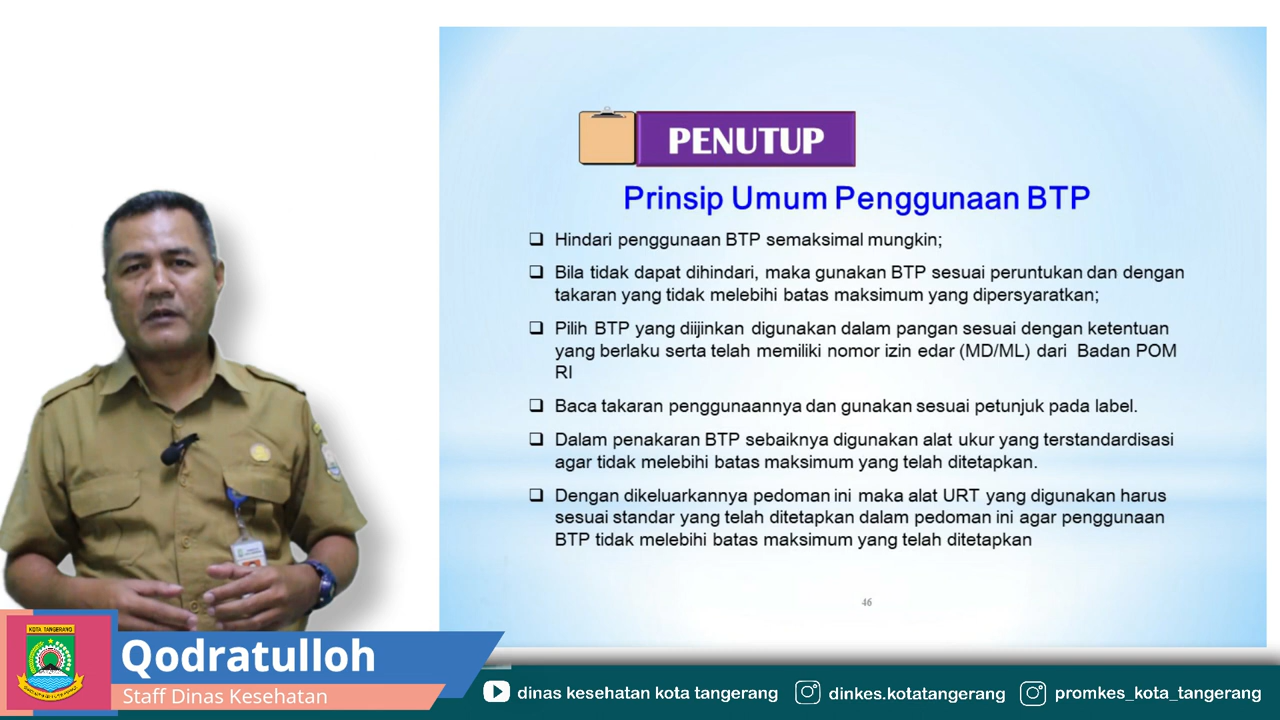 PENUTUP
Prinsip Umum Penggunaan BTP
❑ Hindari penggunaan BTP semaksimal mungkin;
❑ Bila tidak dapat dihindari, maka gunakan BTP sesuai peruntukan dan dengan
takaran yang tidak melebihi batas maksimum yang dipersyaratkan;
❑ Pilih BTP yang diijinkan digunakan dalam pangan sesuai dengan ketentuan
yang berlaku serta telah memiliki nomor izin edar (MD/ML) dari Badan POM
RI
❑ Baca takaran penggunaannya dan gunakan sesuai petunjuk pada label.
❑ Dalam penakaran BTP sebaiknya digunakan alat ukur yang terstandardisasi
agar tidak melebihi batas maksimum yang telah ditetapkan.
❑ Dengan dikeluarkannya pedoman ini maka alat URT yang digunakan harus
sesuai standar yang telah ditetapkan dalam pedoman ini agar penggunaan
BTP tidak melebihi batas maksimum yang telah ditetapkan
46
KOTA TANGERANG
Qodratulloh
Staff Dinas Kesehatan
dinas kesehatan kota tangerang
dinkes.kotatangerang
promkes_kota_tangerang